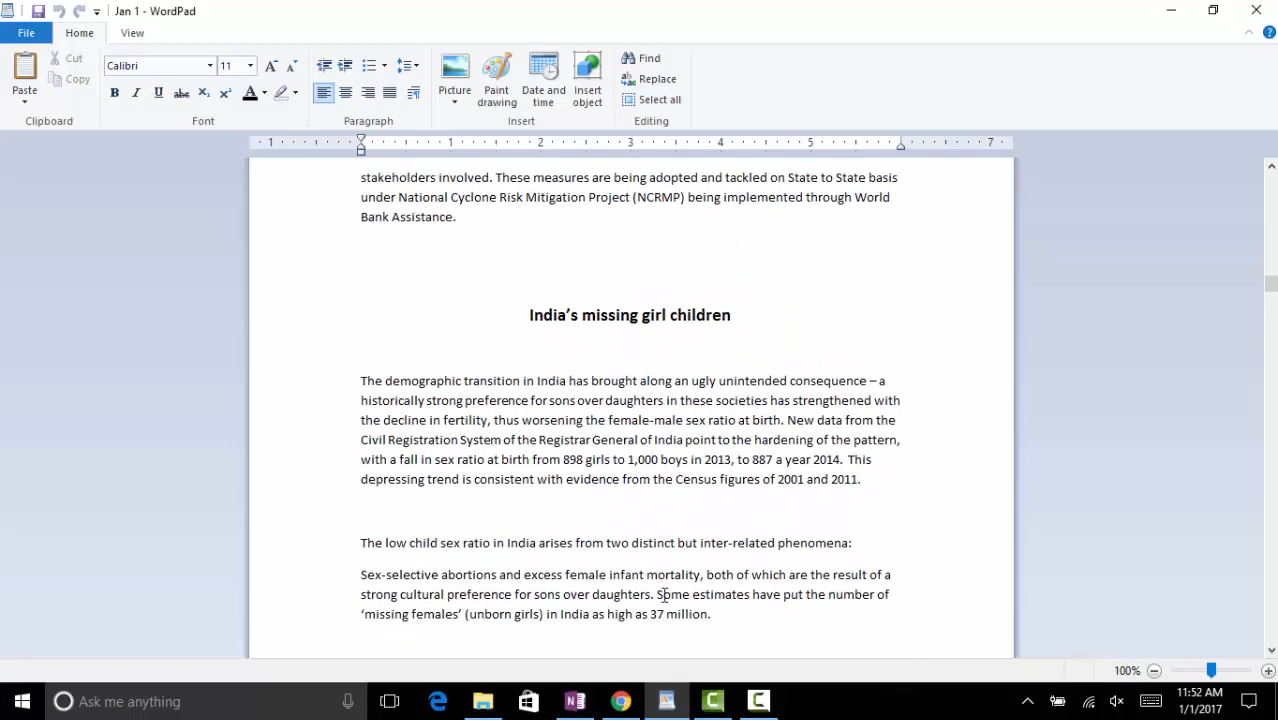 Jan 1 - WordPad
File
Home
View
Paste
Cut
Copy
Clipboard
Calibri
11
Font
Paragraph
Picture
Paint drawing
Date and time
Insert object
Insert
Find
Replace
Select all
Editing
1 1 2 3 4 5 7
stakeholders involved. These measures are being adopted and tackled on State to State basis
under National Cyclone Risk Mitigation Project (NCRMP) being implemented through World
Bank Assistance.
India's missing girl children
The demographic transition in India has brought along an ugly unintended consequence – a
historically strong preference for sons over daughters in these societies has strengthened with
the decline in fertility, thus worsening the female-male sex ratio at birth. New data from the
Civil Registration System of the Registrar General of India point to the hardening of the pattern,
with a fall in sex ratio at birth from 898 girls to 1,000 boys in 2013, to 887 a year 2014. This
depressing trend is consistent with evidence from the Census figures of 2001 and 2011.
The low child sex ratio in India arises from two distinct but inter-related phenomena:
Sex-selective abortions and excess female infant mortality, both of which are the result of a
strong cultural preference for sons over daughters. Some estimates have put the number of
'missing females' (unborn girls) in India as high as 37 million.
100%
Ask me anything
11:52 AM
1/1/2017